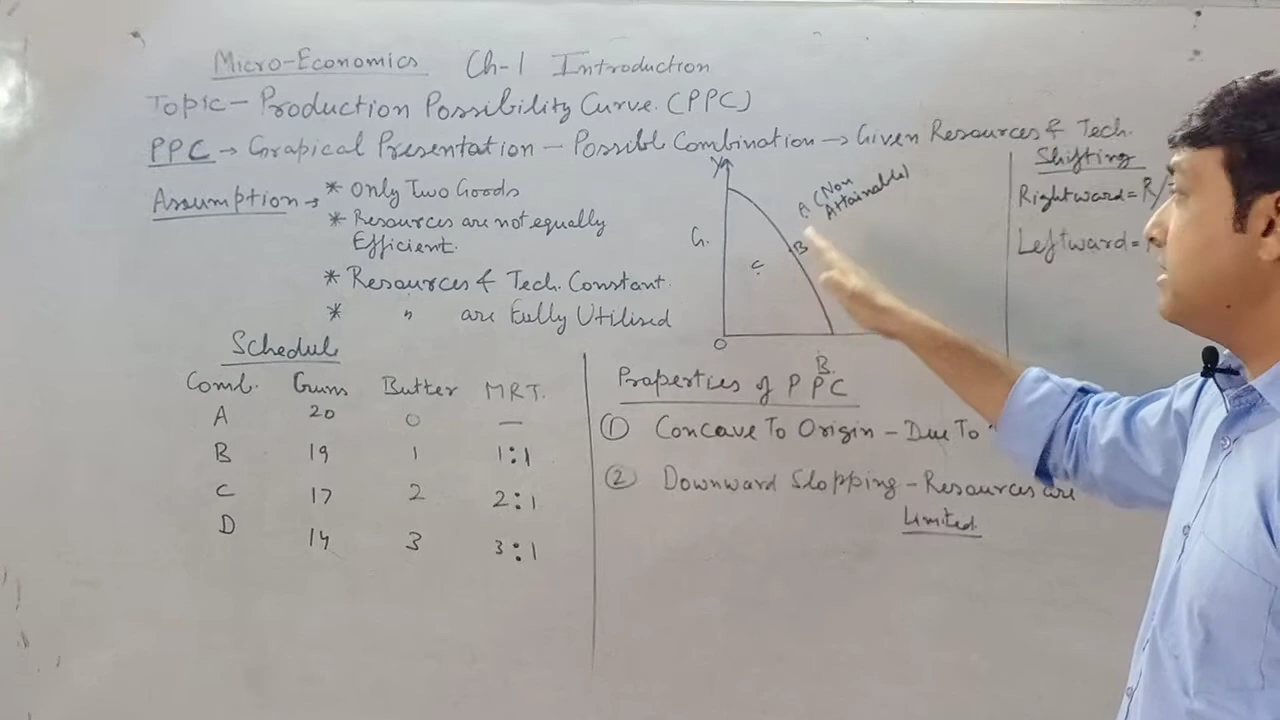 Micro-Economics Ch-1 Introduction
Topic - Production Possibility Curve. (PPC)
PPC → Grapical Presentation - Possible Combination → Given Resources & Tech.
Assumption → * Only Two Goods
* Resources are not equally
Efficient.
* Resources & Tech. Constant.
* " are Fully Utilised
Y
G.
A (Non
Attainable)
B
C
O
B.
Shifting
Rightward = R/
Leftward =
Schedule
Comb. Guns Butter MRT.
A 20 0 —
B 19 1 1:1
C 17 2 2:1
D 14 3 3:1
Properties of PPC
① Concave To Origin - Due To
② Downward Slopping - Resources are
Limited.